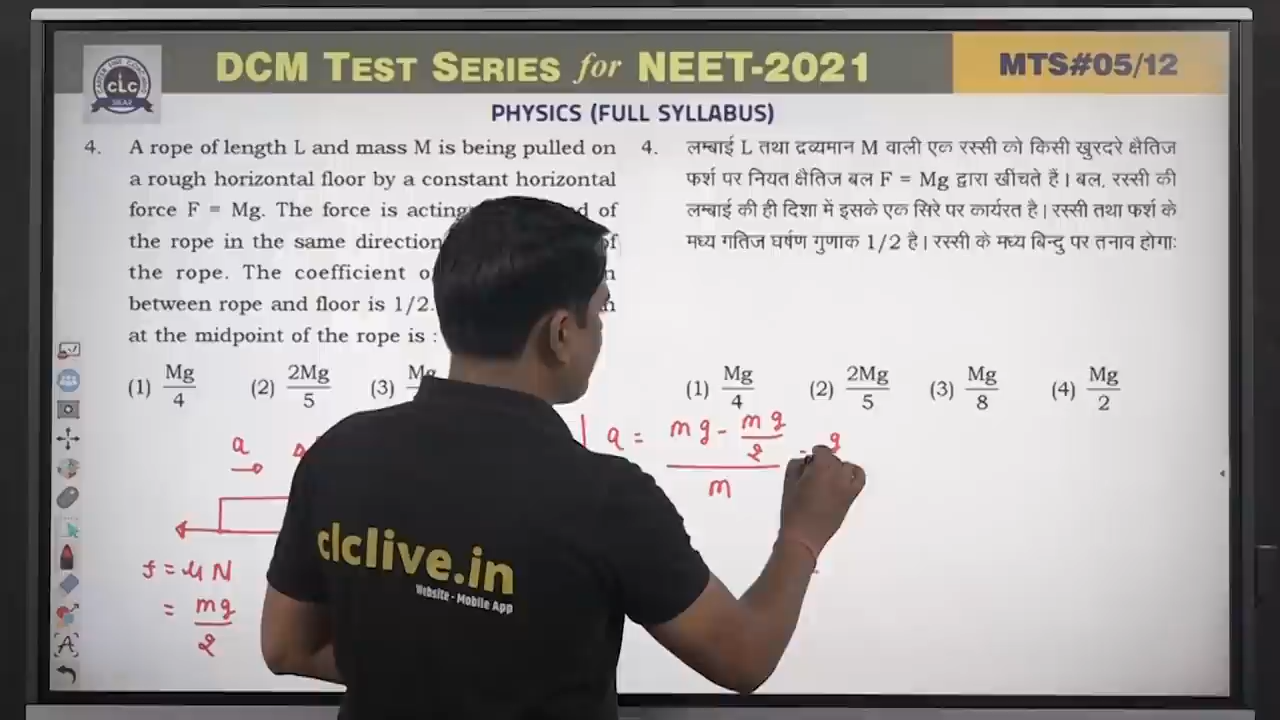 DCM TEST SERIES for NEET-2021
MTS#05/12
CLC
SIKAR
PHYSICS (FULL SYLLABUS)
4. A rope of length L and mass M is being pulled on
a rough horizontal floor by a constant horizontal
force F = Mg. The force is acting of
the rope in the same direction
the rope. The coefficient
between rope and floor is 1/2.
at the midpoint of the rope is :
(1) Mg/4 (2) 2Mg/5 (3) Mg
4. लम्बाई L तथा द्रव्यमान M वाली एक रस्सी को किसी खुरदरे क्षैतिज
फर्श पर नियत क्षैतिज बल F = Mg द्वारा खींचते हैं। बल, रस्सी की
लम्बाई की ही दिशा में इसके एक सिरे पर कार्यरत है। रस्सी तथा फर्श के
मध्य गतिज घर्षण गुणांक 1/2 है। रस्सी के मध्य बिन्दु पर तनाव होगाः
(1) Mg/4 (2) 2Mg/5 (3) Mg/8 (4) Mg/2
a
f = μN
= mg/2
a = (mg - mg/2)/m = g
clclive.in
Website - Mobile App